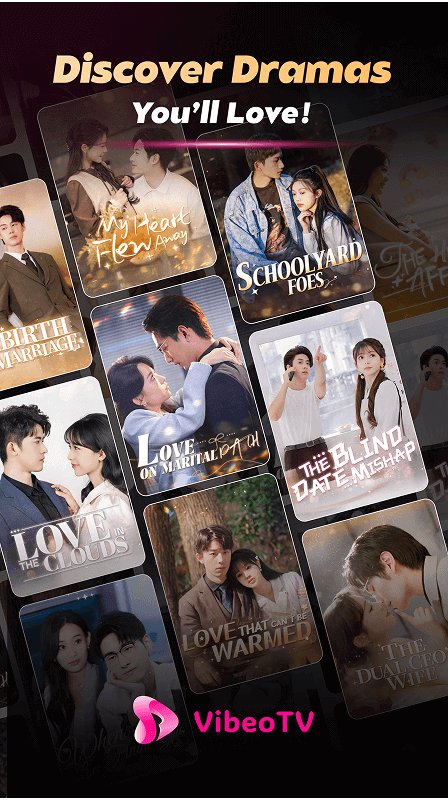 Discover Dramas
You'll Love!
My Heart
Flew Away
SCHOOLYARD
FOES
BIRTH
MARRIAGE
LOVE
ON MARITAL
THE BLIND
DATE MISHAP
LOVE IN
THE CLOUDS
LOVE THAT CAN'T BE
WARMED
THE
DUAL CEO'S
WIFE
VibeoTV